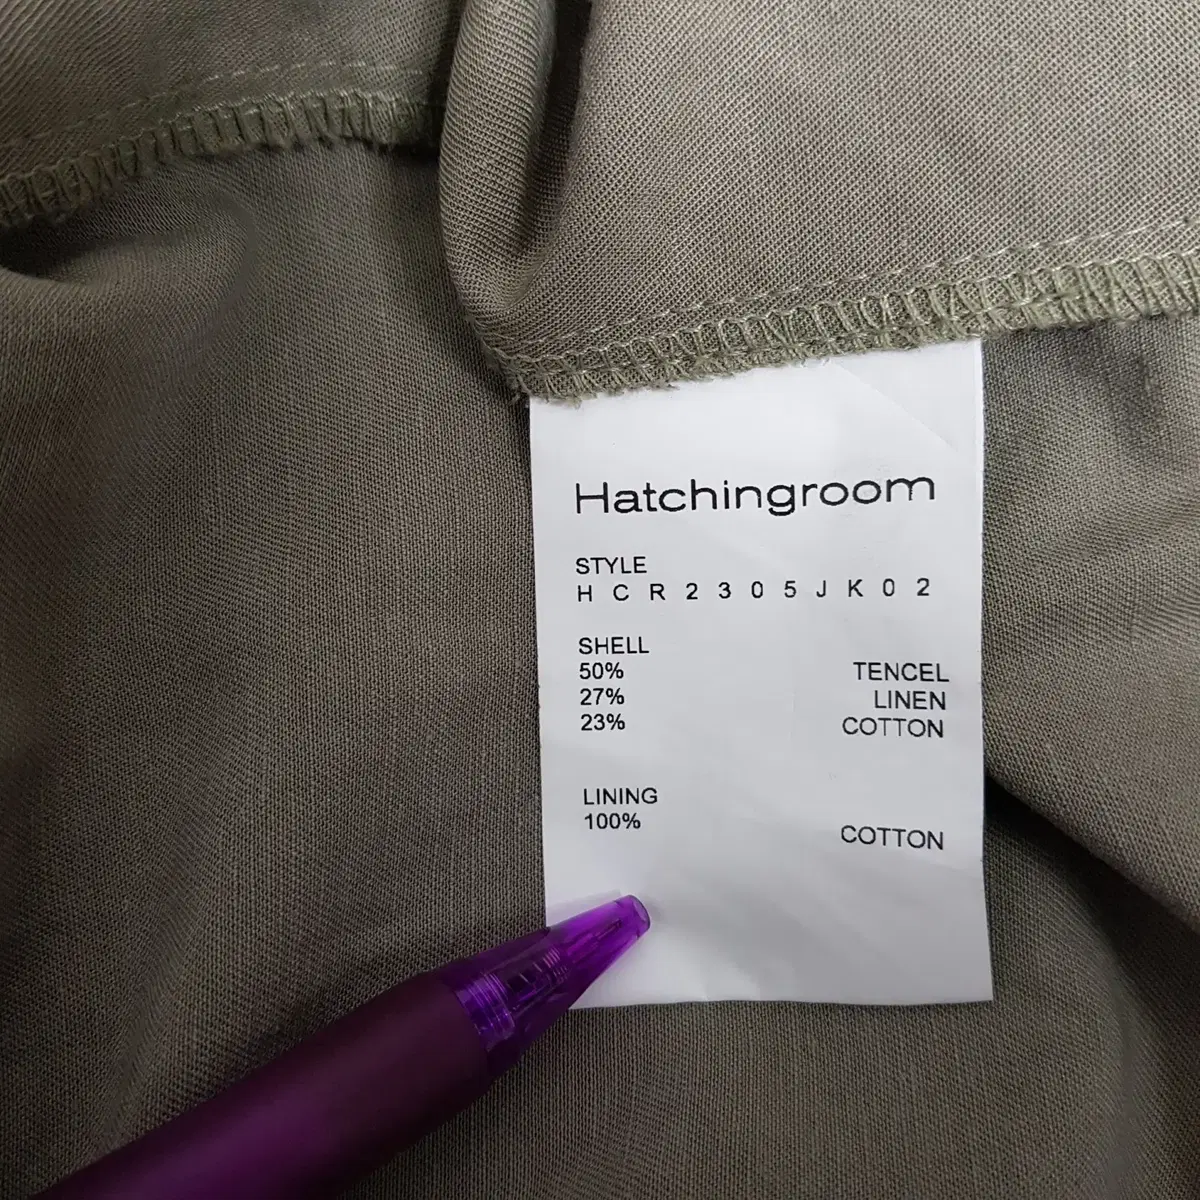 Hatchingroom
STYLE
H C R 2 3 0 5 J K 0 2
SHELL
50% TENCEL
27% LINEN
23% COTTON
LINING
100% COTTON